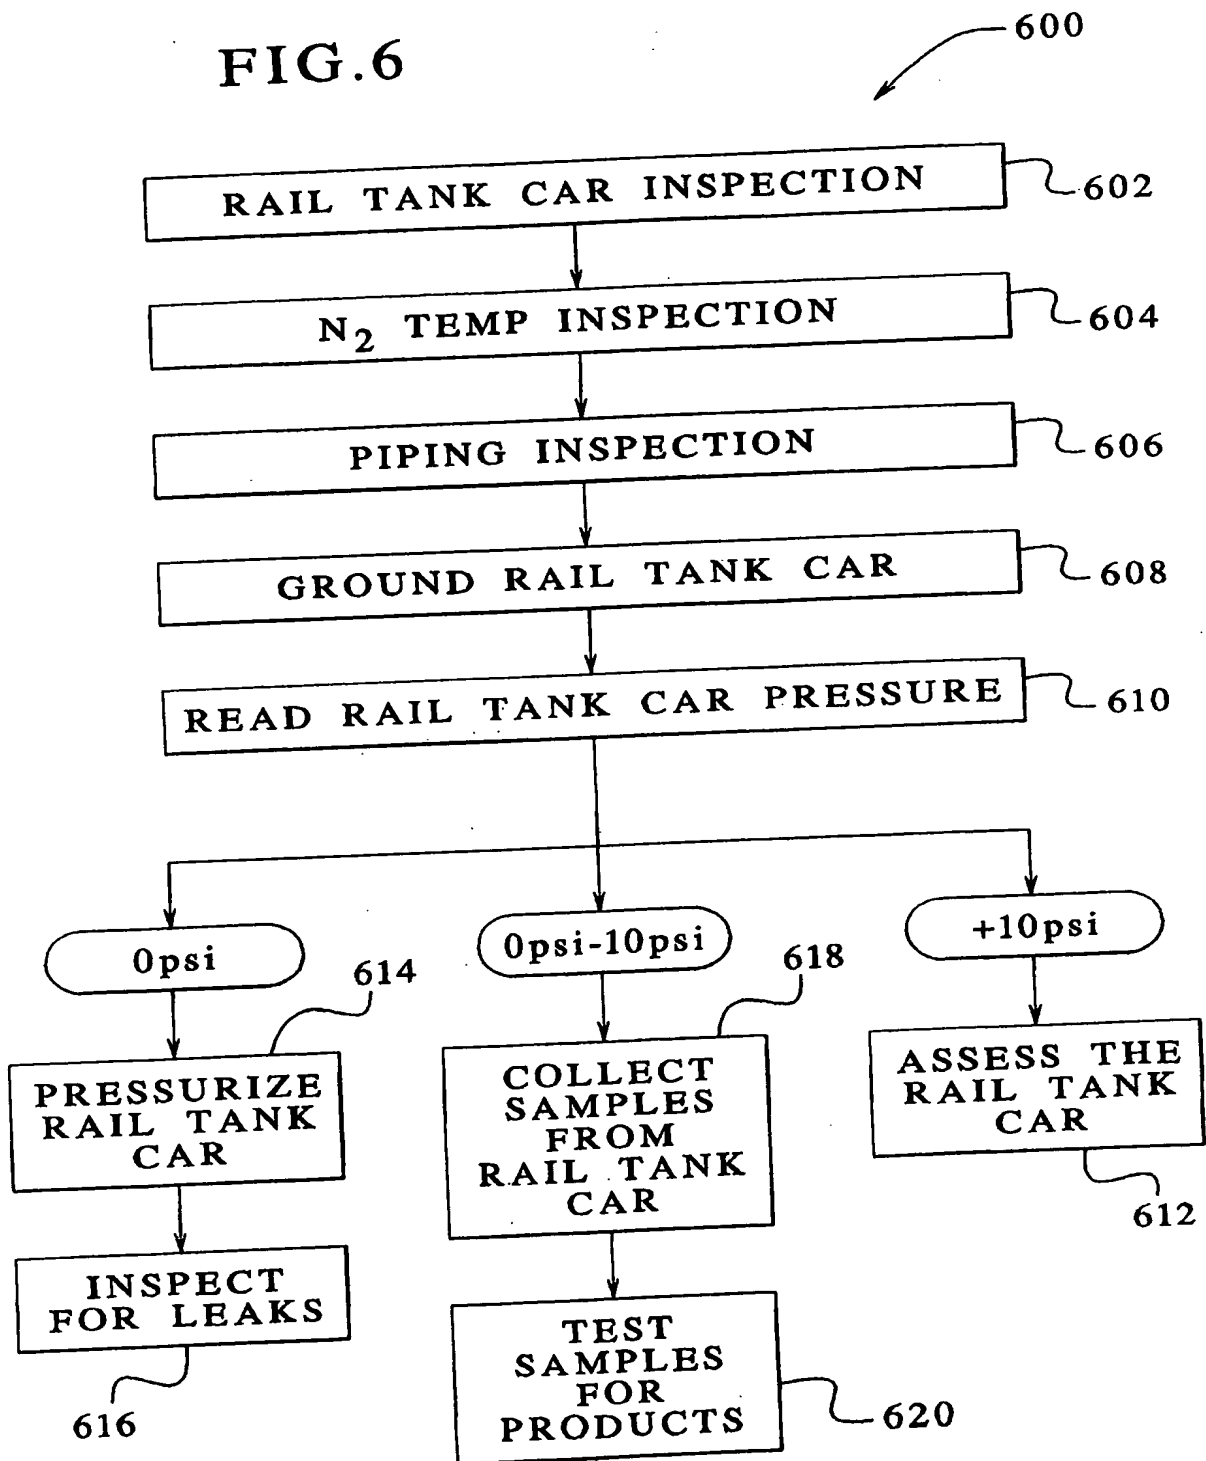 FIG.6
600
RAIL TANK CAR INSPECTION
602
N2 TEMP INSPECTION
604
PIPING INSPECTION
606
GROUND RAIL TANK CAR
608
READ RAIL TANK CAR PRESSURE
610
0psi
0psi-10psi
+10psi
614
618
PRESSURIZE
RAIL TANK
CAR
COLLECT
SAMPLES
FROM
RAIL TANK
CAR
ASSESS THE
RAIL TANK
CAR
612
INSPECT
FOR LEAKS
616
TEST
SAMPLES
FOR
PRODUCTS
620